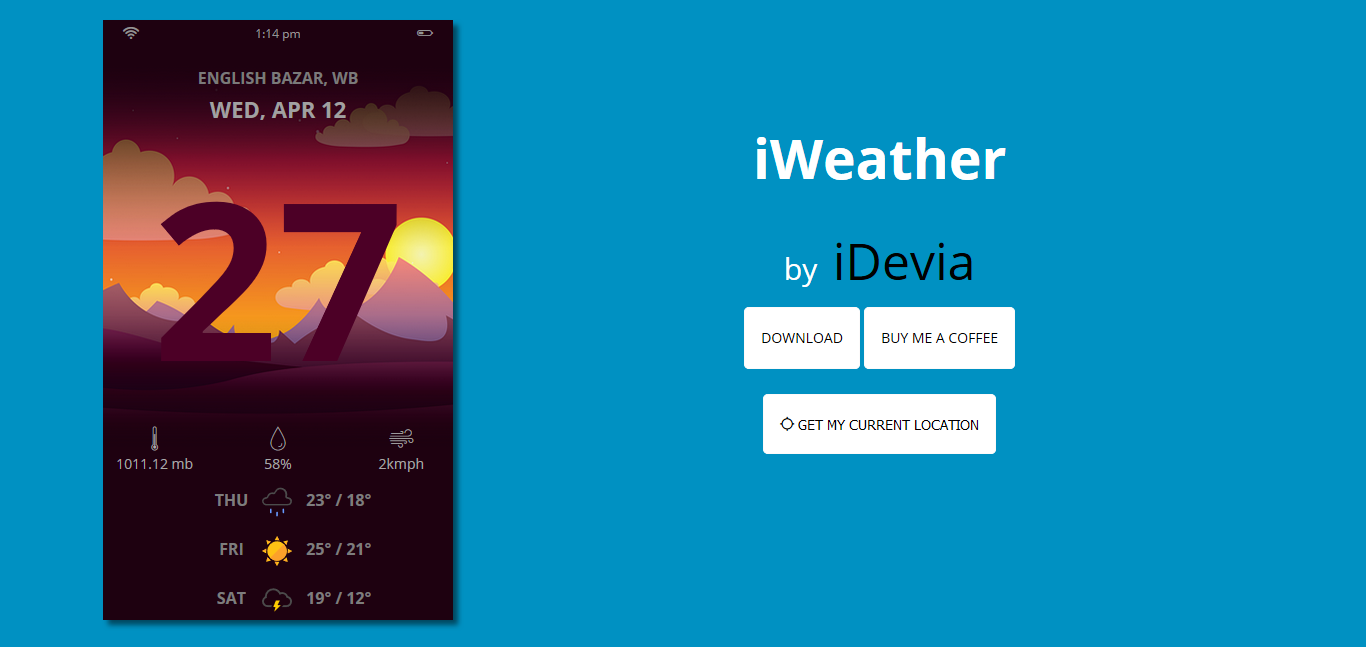 1:14 pm
ENGLISH BAZAR, WB
WED, APR 12
27
1011.12 mb 58% 2kmph
THU 23° / 18°
FRI 25° / 21°
SAT 19° / 12°
iWeather
by iDevia
DOWNLOAD BUY ME A COFFEE
GET MY CURRENT LOCATION